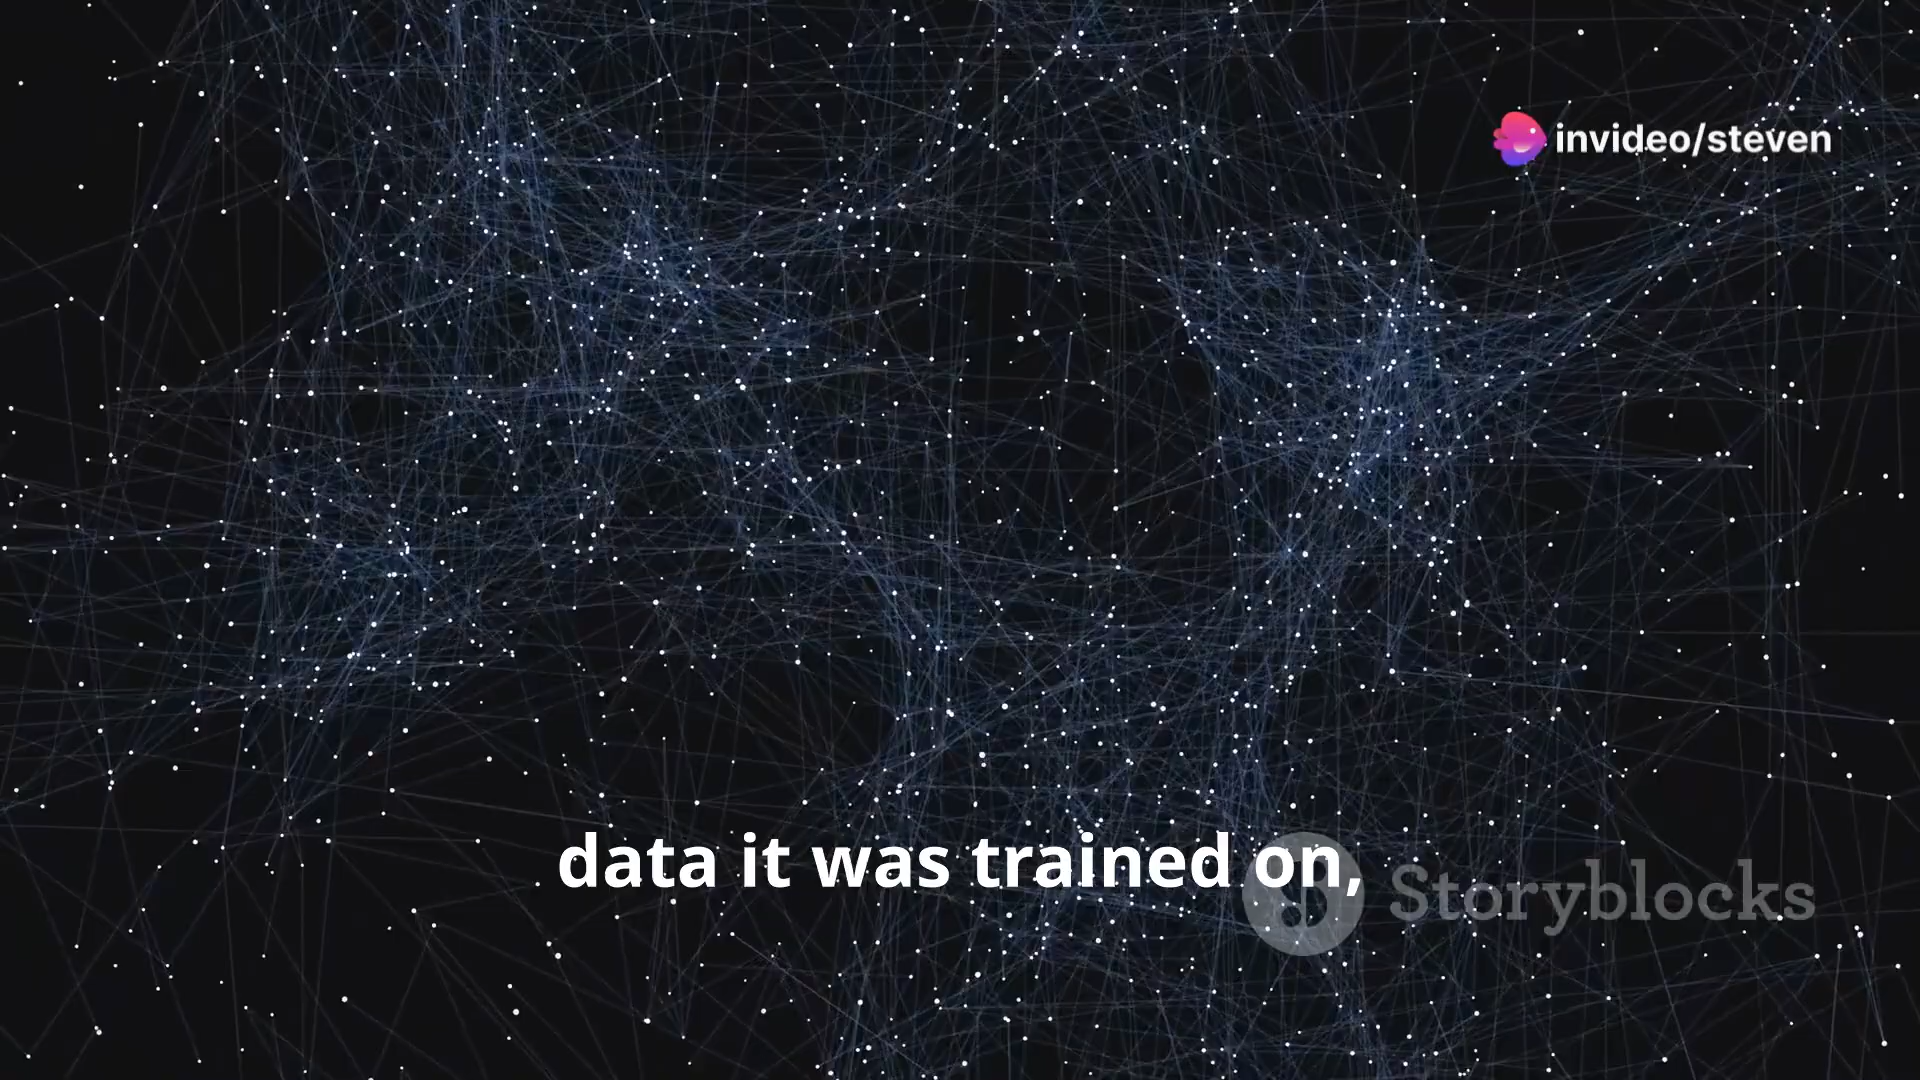 invideo/steven
data it was trained on,
Storyblocks